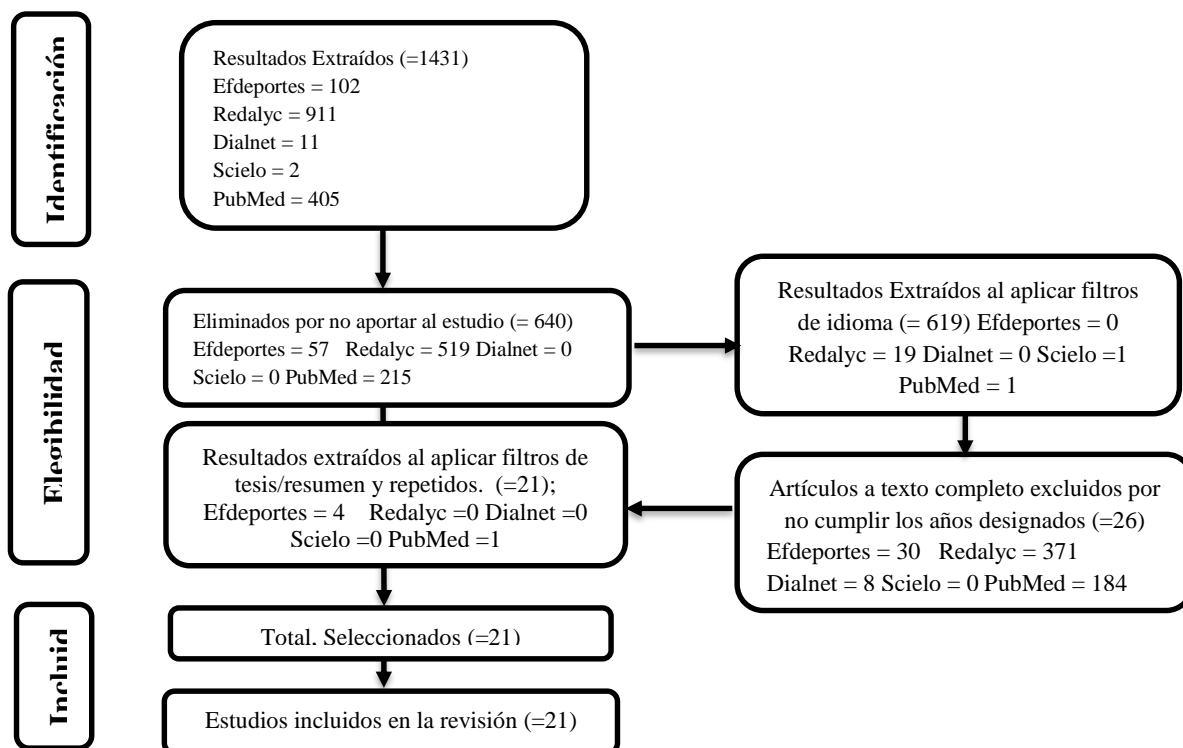 Identificación
Resultados Extraídos (=1431)
Efdeportes = 102
Redalyc = 911
Dialnet = 11
Scielo = 2
PubMed = 405
Elegibilidad
Eliminados por no aportar al estudio (= 640)
Efdeportes = 57 Redalyc = 519 Dialnet = 0
Scielo = 0 PubMed = 215
Resultados Extraídos al aplicar filtros
de idioma (= 619) Efdeportes = 0
Redalyc = 19 Dialnet = 0 Scielo =1
PubMed = 1
Resultados extraídos al aplicar filtros de
tesis/resumen y repetidos. (=21);
Efdeportes = 4 Redalyc =0 Dialnet =0
Scielo =0 PubMed =1
Artículos a texto completo excluidos por
no cumplir los años designados (=26)
Efdeportes = 30 Redalyc = 371
Dialnet = 8 Scielo = 0 PubMed = 184
Incluid
Total. Seleccionados (=21)
Estudios incluidos en la revisión (=21)